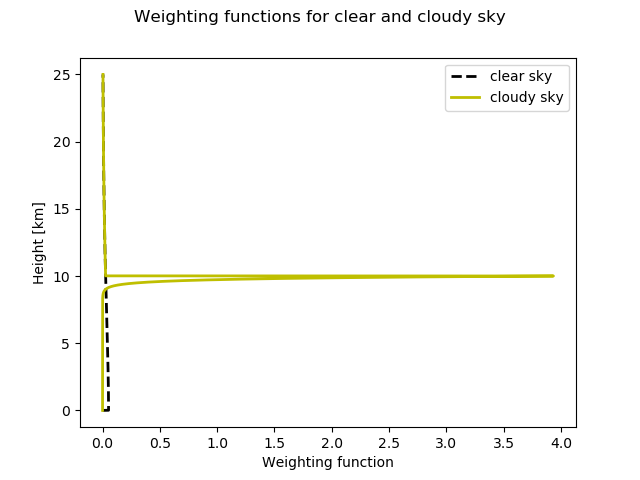 Weighting functions for clear and cloudy sky
clear sky
cloudy sky
25
20
15
10
5
0
Height [km]
0.0 0.5 1.0 1.5 2.0 2.5 3.0 3.5 4.0
Weighting function